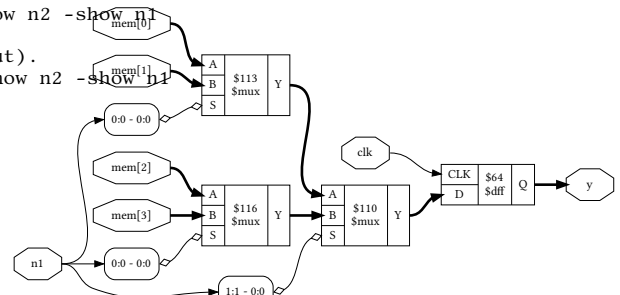 ow n2 -show n1
ut).
how n2 -show n1
mem[0]
mem[1]
A
B
S
$113
$mux
Y
0:0 - 0:0
mem[2]
mem[3]
A
B
S
$116
$mux
Y
n1
0:0 - 0:0
1:1 - 0:0
A
B
S
$110
$mux
Y
clk
CLK
D
$64
$dff
Q
y